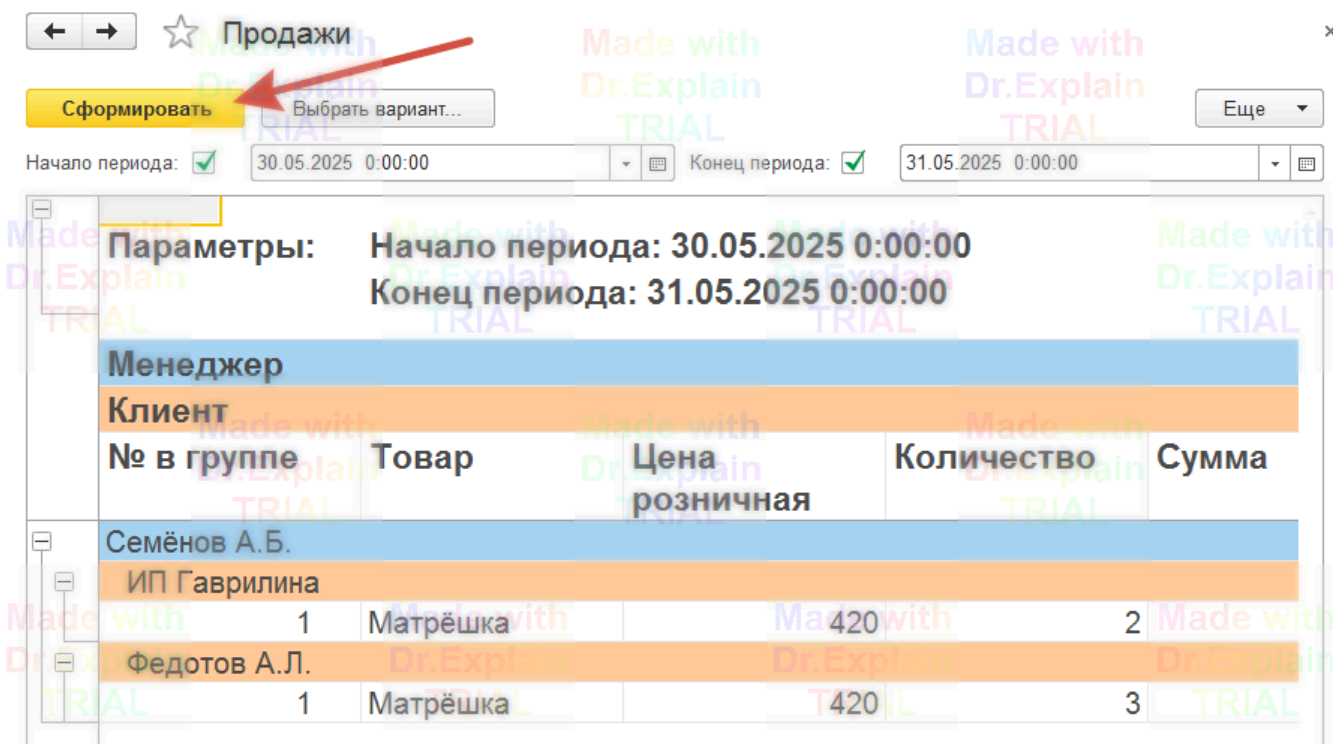 Продажи
Сформировать Выбрать вариант... Еще
Начало периода: 30.05.2025 0:00:00 Конец периода: 31.05.2025 0:00:00
Параметры: Начало периода: 30.05.2025 0:00:00
Конец периода: 31.05.2025 0:00:00
Менеджер
Клиент
№ в группе Товар Цена розничная Количество Сумма
Семёнов А.Б.
ИП Гаврилина
1 Матрёшка 420 2
Федотов А.Л.
1 Матрёшка 420 3
Made with
Dr.Explain
TRIAL